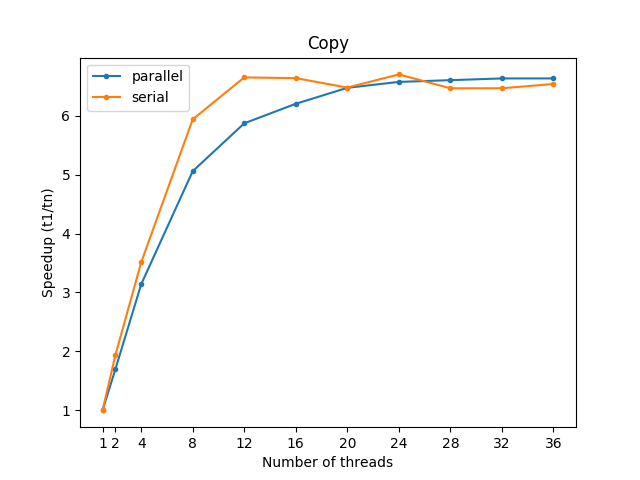 Copy
parallel
serial
Speedup (t1/tn)
6
5
4
3
2
1
1 2 4 8 12 16 20 24 28 32 36
Number of threads